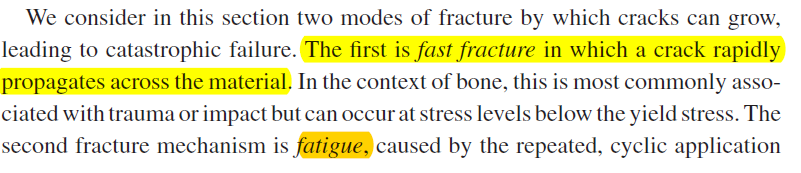 We consider in this section two modes of fracture by which cracks can grow,
leading to catastrophic failure. The first is fast fracture in which a crack rapidly
propagates across the material. In the context of bone, this is most commonly asso-
ciated with trauma or impact but can occur at stress levels below the yield stress. The
second fracture mechanism is fatigue, caused by the repeated, cyclic application